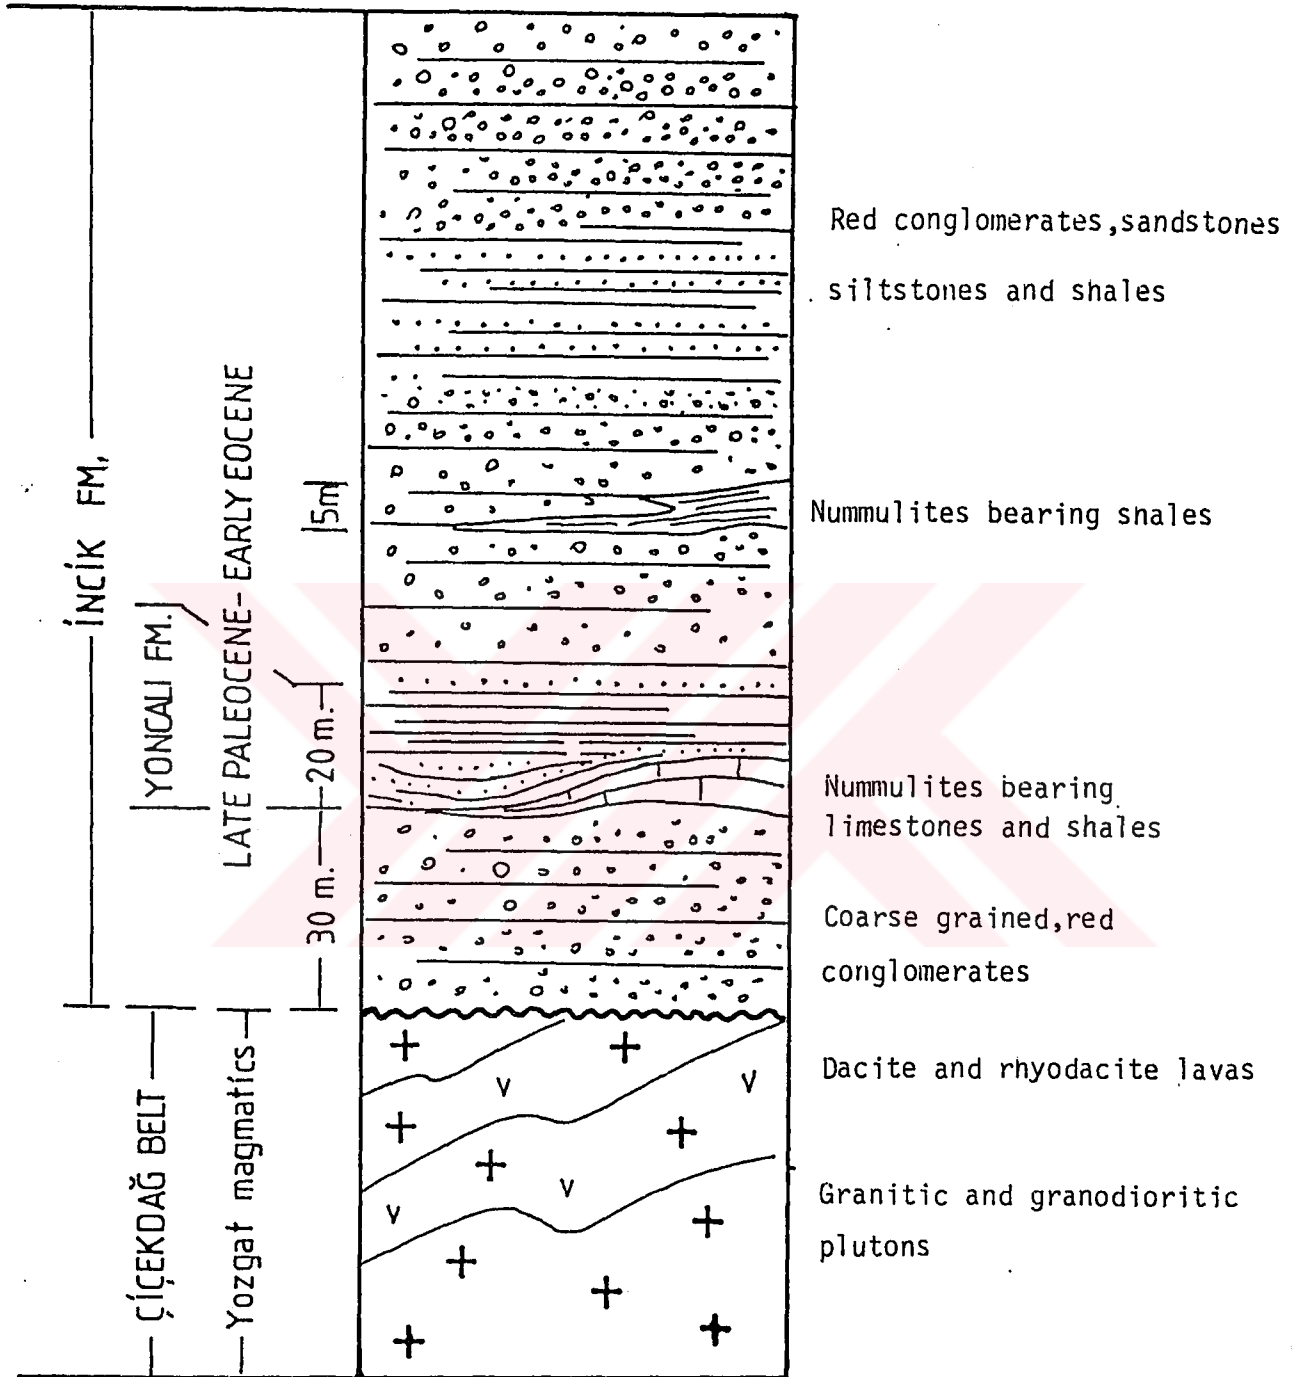 Red conglomerates,sandstones
siltstones and shales
Nummulites bearing shales
Nummulites bearing
limestones and shales
Coarse grained,red
conglomerates
Dacite and rhyodacite lavas
Granitic and granodioritic
plutons
İNCİK FM,
YONCALI FM.
LATE PALEOCENE-EARLY EOCENE
5m
20 m.
30 m.
ÇİÇEKDAĞ BELT
Yozgat magmatics